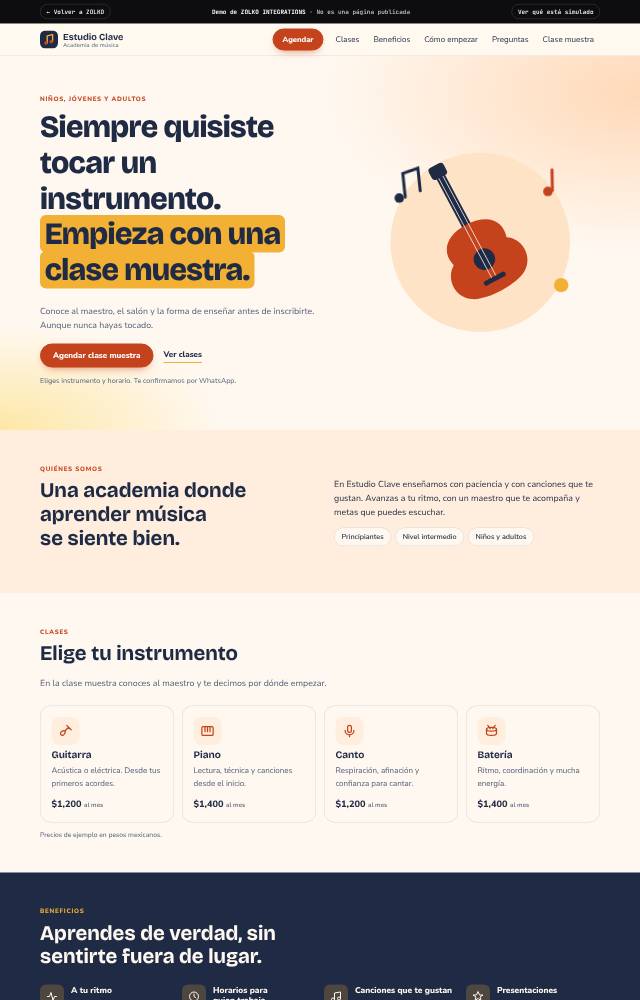 ← Volver a ZOLKO
Demo de ZOLKO INTEGRATIONS · No es una página publicada
Ver qué está simulado
Estudio Clave
Academia de música
Agendar
Clases
Beneficios
Cómo empezar
Preguntas
Clase muestra
NIÑOS, JÓVENES Y ADULTOS
Siempre quisiste
tocar un
instrumento.
Empieza con una
clase muestra.
Conoce al maestro, el salón y la forma de enseñar antes de inscribirte.
Aunque nunca hayas tocado.
Agendar clase muestra
Ver clases
Eliges instrumento y horario. Te confirmamos por WhatsApp.
QUIÉNES SOMOS
Una academia donde
aprender música
se siente bien.
En Estudio Clave enseñamos con paciencia y con canciones que te
gustan. Avanzas a tu ritmo, con un maestro que te acompaña y
metas que puedes escuchar.
Principiantes
Nivel intermedio
Niños y adultos
CLASES
Elige tu instrumento
En la clase muestra conoces al maestro y te decimos por dónde empezar.
Guitarra
Acústica o eléctrica. Desde tus
primeros acordes.
$1,200 al mes
Piano
Lectura, técnica y canciones
desde el inicio.
$1,400 al mes
Canto
Respiración, afinación y
confianza para cantar.
$1,200 al mes
Batería
Ritmo, coordinación y mucha
energía.
$1,400 al mes
Precios de ejemplo en pesos mexicanos.
BENEFICIOS
Aprendes de verdad, sin
sentirte fuera de lugar.
A tu ritmo
Horarios para
quien trabaja
Canciones que te gustan
Presentaciones